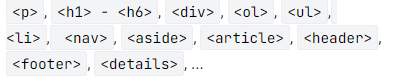 <p>, <h1> - <h6>, <div>, <ol>, <ul>,
<li>, <nav>, <aside>, <article>, <header>,
<footer>, <details>, ...